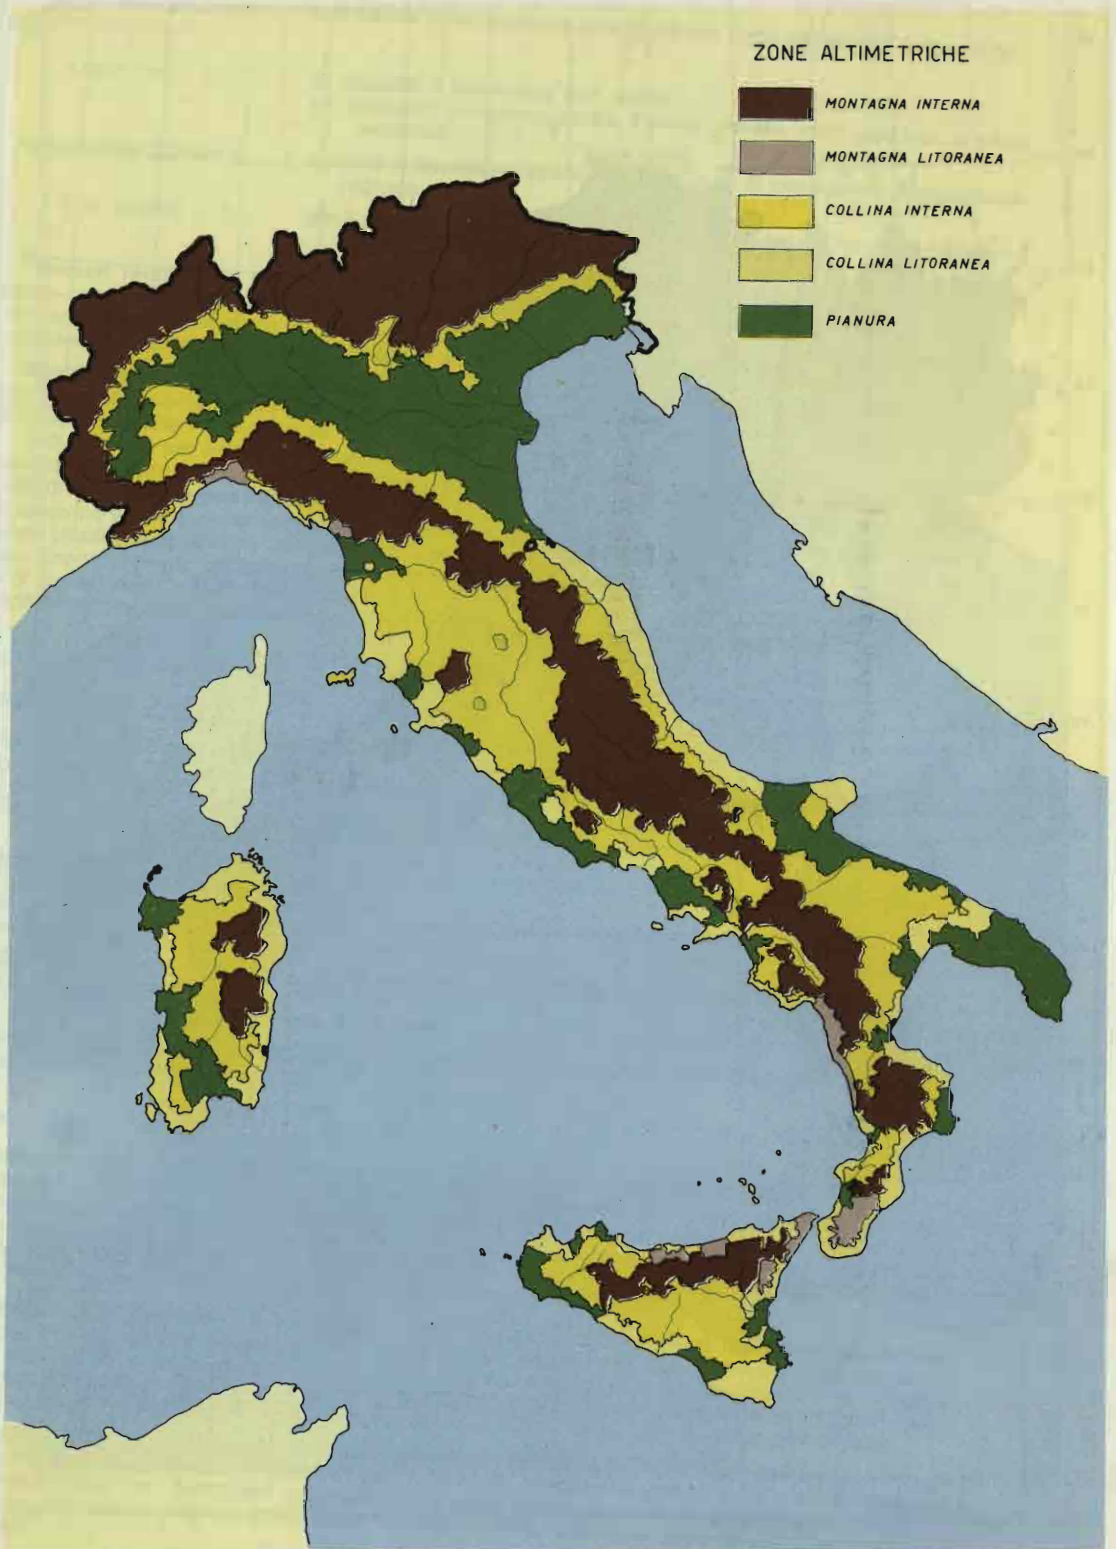 ZONE ALTIMETRICHE
MONTAGNA INTERNA
MONTAGNA LITORANEA
COLLINA INTERNA
COLLINA LITORANEA
PIANURA